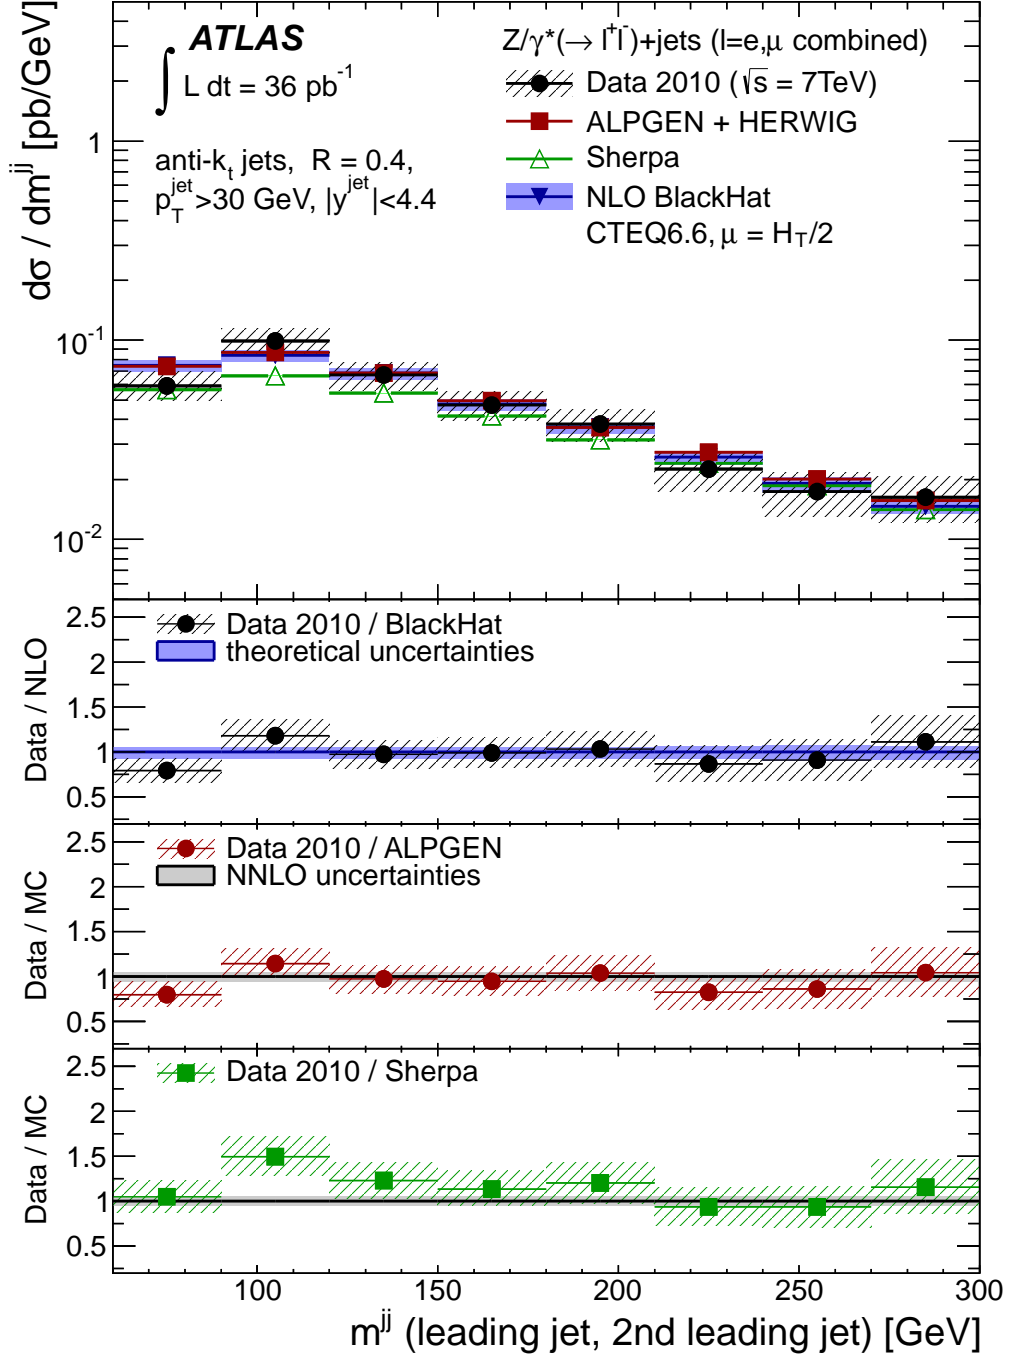 ATLAS
∫ L dt = 36 pb⁻¹
anti-kₜ jets, R = 0.4,
p_T^jet >30 GeV, |y^jet|<4.4
Z/γ*(→ l⁺l⁻)+jets (l=e,μ combined)
Data 2010 (√s = 7TeV)
ALPGEN + HERWIG
Sherpa
NLO BlackHat
CTEQ6.6, μ = H_T/2
dσ / dm^jj [pb/GeV]
1
10⁻¹
10⁻²
Data 2010 / BlackHat
theoretical uncertainties
Data / NLO
2.5
2
1.5
1
0.5
Data 2010 / ALPGEN
NNLO uncertainties
Data / MC
2.5
2
1.5
1
0.5
Data 2010 / Sherpa
Data / MC
2.5
2
1.5
1
0.5
100 150 200 250 300
m^jj (leading jet, 2nd leading jet) [GeV]